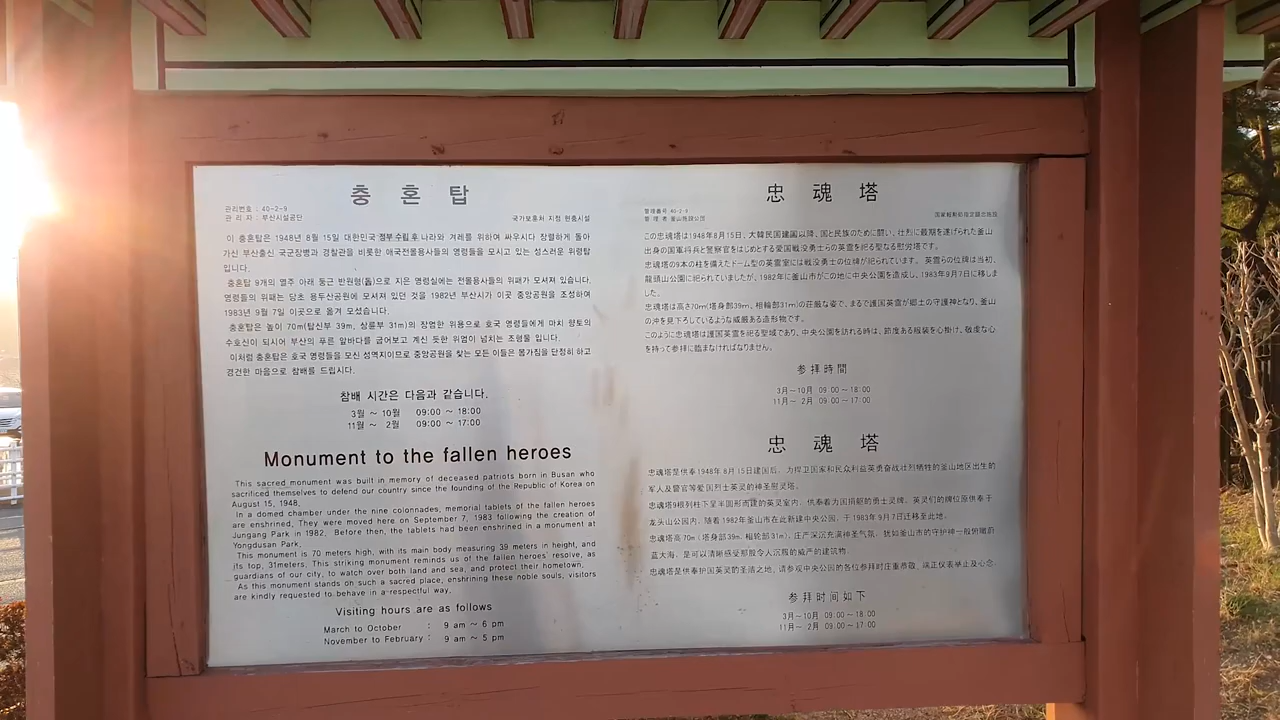 충 혼 탑
관리번호 : 40-2-9
관 리 자 : 부산시설공단
국가보훈처 지정 현충시설
이 충혼탑은 1948년 8월 15일 대한민국 정부 수립 후 나라와 겨레를 위하여 싸우시다 장렬하게 돌아
가신 부산출신 국군장병과 경찰관을 비롯한 애국전몰용사들의 영령들을 모시고 있는 성스러운 위령탑
입니다.
충혼탑 9개의 열주 아래 둥근 반원형(돔)으로 지은 영령실에는 전몰용사들의 위패가 모셔져 있습니다.
영령들의 위패는 당초 용두산공원에 모셔져 있던 것을 1982년 부산시가 이곳 중앙공원을 조성하여
1983년 9월 7일 이곳으로 옮겨 모셨습니다.
충혼탑은 높이 70m(탑신부 39m, 상륜부 31m)의 장엄한 위용으로 호국 영령들에게 마치 향토의
수호신이 되시어 부산의 푸른 앞바다를 굽어보고 계신 듯한 위엄이 넘치는 조형물 입니다.
이처럼 충혼탑은 호국 영령들을 모신 성역지이므로 중앙공원을 찾는 모든 이들은 몸가짐을 단정히 하고
경건한 마음으로 참배를 드립시다.
참배 시간은 다음과 같습니다.
3월 ~ 10월 09:00 ~ 18:00
11월 ~ 2월 09:00 ~ 17:00
Monument to the fallen heroes
This sacred monument was built in memory of deceased patriots born in Busan who
sacrificed themselves to defend our country since the founding of the Republic of Korea on
August 15, 1948.
In a domed chamber under the nine colonnades, memorial tablets of the fallen heroes
are enshrined, They were moved here on September 7, 1983 following the creation of
Jungang Park in 1982, Before then, the tablets had been enshrined in a monument at
Yongdusan Park.
This monument is 70 meters high, with its main body measuring 39 meters in height, and
its top, 31meters, This striking monument reminds us of the fallen heroes' resolve, as
guardians of our city, to watch over both land and sea, and protect their hometown,
As this monument stands on such a sacred place, enshrining these noble souls, visitors
are kindly requested to behave in a respectful way,
Visiting hours are as follows
March to October : 9 am ~ 6 pm
November to February : 9 am ~ 5 pm
忠 魂 塔
管理番号 : 40-2-9
管 理 者 : 釜山施設公団
国家報勲処指定顕忠施設
この忠魂塔は1948年8月15日、大韓民国建国以降、国と民族のために闘い、壮烈に最期を遂げられた釜山
出身の国軍将兵と警察官をはじめとする愛国戦没勇士らの英霊を祀る聖なる慰労塔です。
忠魂塔の9本の柱を備えたドーム型の英霊室には戦没勇士の位牌が祀られています。 英霊らの位牌は当初、
龍頭山公園に祀られていましたが、1982年に釜山市がこの地に中央公園を造成し、1983年9月7日に移しま
した。
忠魂塔は高さ70m(塔身部39m、相輪部31m)の荘厳な姿で、まるで護国英霊が郷土の守護神となり、釜山
の沖を見下ろしているような威厳ある造形物です。
このように忠魂塔は護国英霊を祀る聖域であり、中央公園を訪れる時は、節度ある服装を心掛け、敬虔な心
を持って参拝に臨まなければなりません。
参 拝 時 間
3月~10月 09:00~18:00
11月~ 2月 09:00~17:00
忠 魂 塔
忠魂塔是供奉1948年8月15日建国后，为捍卫国家和民众利益英勇奋战壮烈牺牲的釜山地区出生的
军人及警官等爱国烈士英灵的神圣慰灵塔。
忠魂塔9根列柱下呈半圆形而建的英灵室内，供奉着为国捐躯的勇士灵牌。英灵们的牌位原供奉于
龙头山公园内，随着1982年釜山市在此新建中央公园，于1983年9月7日迁移至此地。
忠魂塔高70m(塔身部39m，相轮部31m)，庄严深沉充满神圣气氛，犹如釜山市的守护神一般俯瞰蔚
蓝大海，是可以清晰感受那股令人沉服的威严的建筑物。
忠魂塔是供奉护国英灵的圣洁之地，请参观中央公园的各位参拜时庄重恭敬，端正仪表举止及心态。
参 拜 时 间 如 下
3月~10月 09:00~18:00
11月~ 2月 09:00~17:00